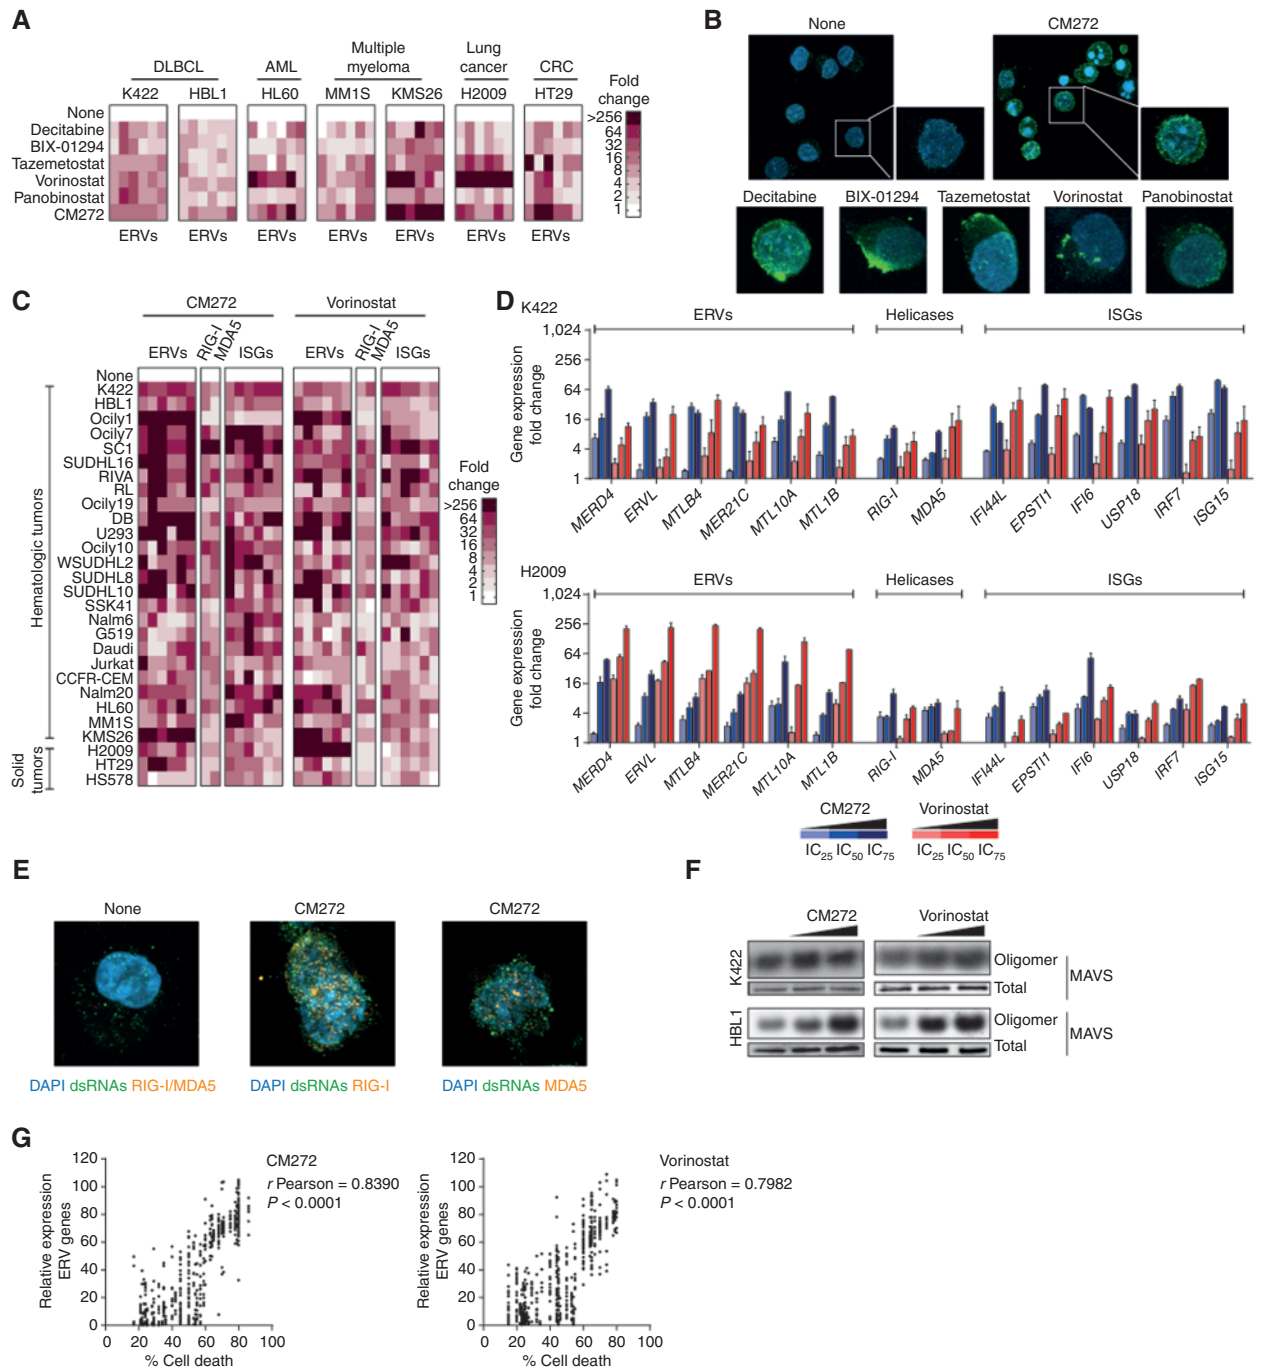 A
DLBCL AML Multiple myeloma Lung cancer CRC
K422 HBL1 HL60 MM1S KMS26 H2009 HT29
None
Decitabine
BIX-01294
Tazemetostat
Vorinostat
Panobinostat
CM272
ERVs ERVs ERVs ERVs ERVs ERVs ERVs
Fold change
>256
64
32
16
8
4
2
1
B
None CM272
Decitabine BIX-01294 Tazemetostat Vorinostat Panobinostat
C
CM272 Vorinostat
ERVs RIG-I MDA5 ISGs ERVs RIG-I MDA5 ISGs
None
Hematologic tumors
K422
HBL1
Ocily1
Ocily7
SC1
SUDHL16
RIVA
RL
Ocily19
DB
U293
Ocily10
WSUDHL2
SUDHL8
SUDHL10
SSK41
Nalm6
G519
Daudi
Jurkat
CCFR-CEM
Nalm20
HL60
MM1S
KMS26
Solid tumors
H2009
HT29
HS578
Fold change
>256
64
32
16
8
4
2
1
D
K422
ERVs Helicases ISGs
Gene expression fold change
1,024
256
64
16
4
1
MERD4 ERVL MTLB4 MER21C MTL10A MTL1B RIG-I MDA5 IFI44L EPSTI1 IFI6 USP18 IRF7 ISG15
H2009
ERVs Helicases ISGs
Gene expression fold change
1,024
256
64
16
4
1
MERD4 ERVL MTLB4 MER21C MTL10A MTL1B RIG-I MDA5 IFI44L EPSTI1 IFI6 USP18 IRF7 ISG15
CM272 Vorinostat
IC25 IC50 IC75 IC25 IC50 IC75
E
None CM272 CM272
DAPI dsRNAs RIG-I/MDA5 DAPI dsRNAs RIG-I DAPI dsRNAs MDA5
F
CM272 Vorinostat
K422
Oligomer
Total
MAVS
HBL1
Oligomer
Total
MAVS
G
CM272
r Pearson = 0.8390
P < 0.0001
Relative expression ERV genes
120
100
80
60
40
20
0
0 20 40 60 80 100
% Cell death
Vorinostat
r Pearson = 0.7982
P < 0.0001
Relative expression ERV genes
120
100
80
60
40
20
0
0 20 40 60 80 100
% Cell death